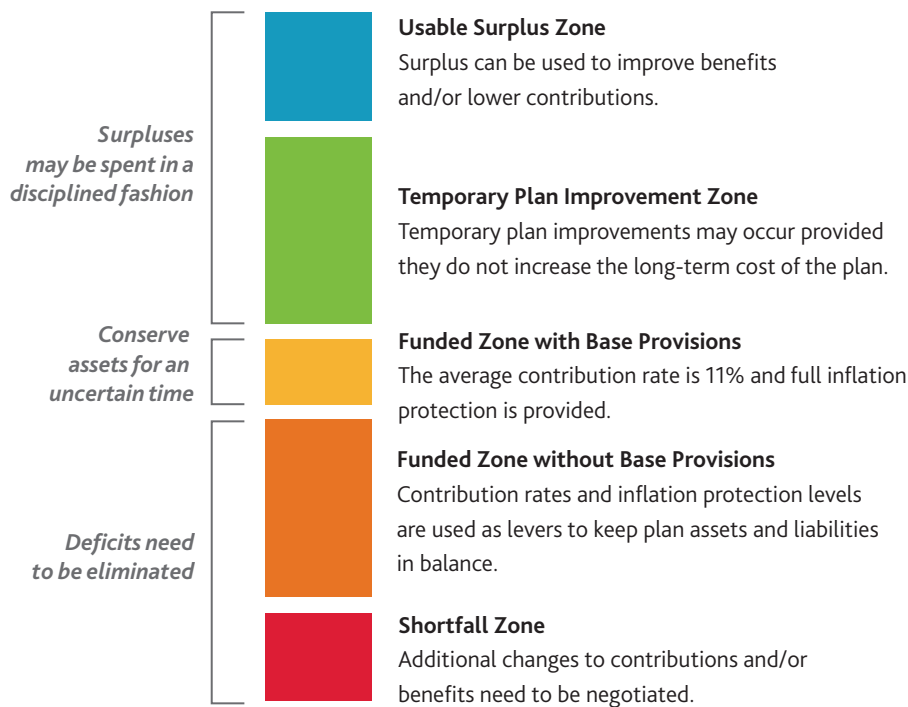 Surpluses
may be spent in a
disciplined fashion
Usable Surplus Zone
Surplus can be used to improve benefits
and/or lower contributions.
Temporary Plan Improvement Zone
Temporary plan improvements may occur provided
they do not increase the long-term cost of the plan.
Conserve
assets for an
uncertain time
Funded Zone with Base Provisions
The average contribution rate is 11% and full inflation
protection is provided.
Deficits need
to be eliminated
Funded Zone without Base Provisions
Contribution rates and inflation protection levels
are used as levers to keep plan assets and liabilities
in balance.
Shortfall Zone
Additional changes to contributions and/or
benefits need to be negotiated.